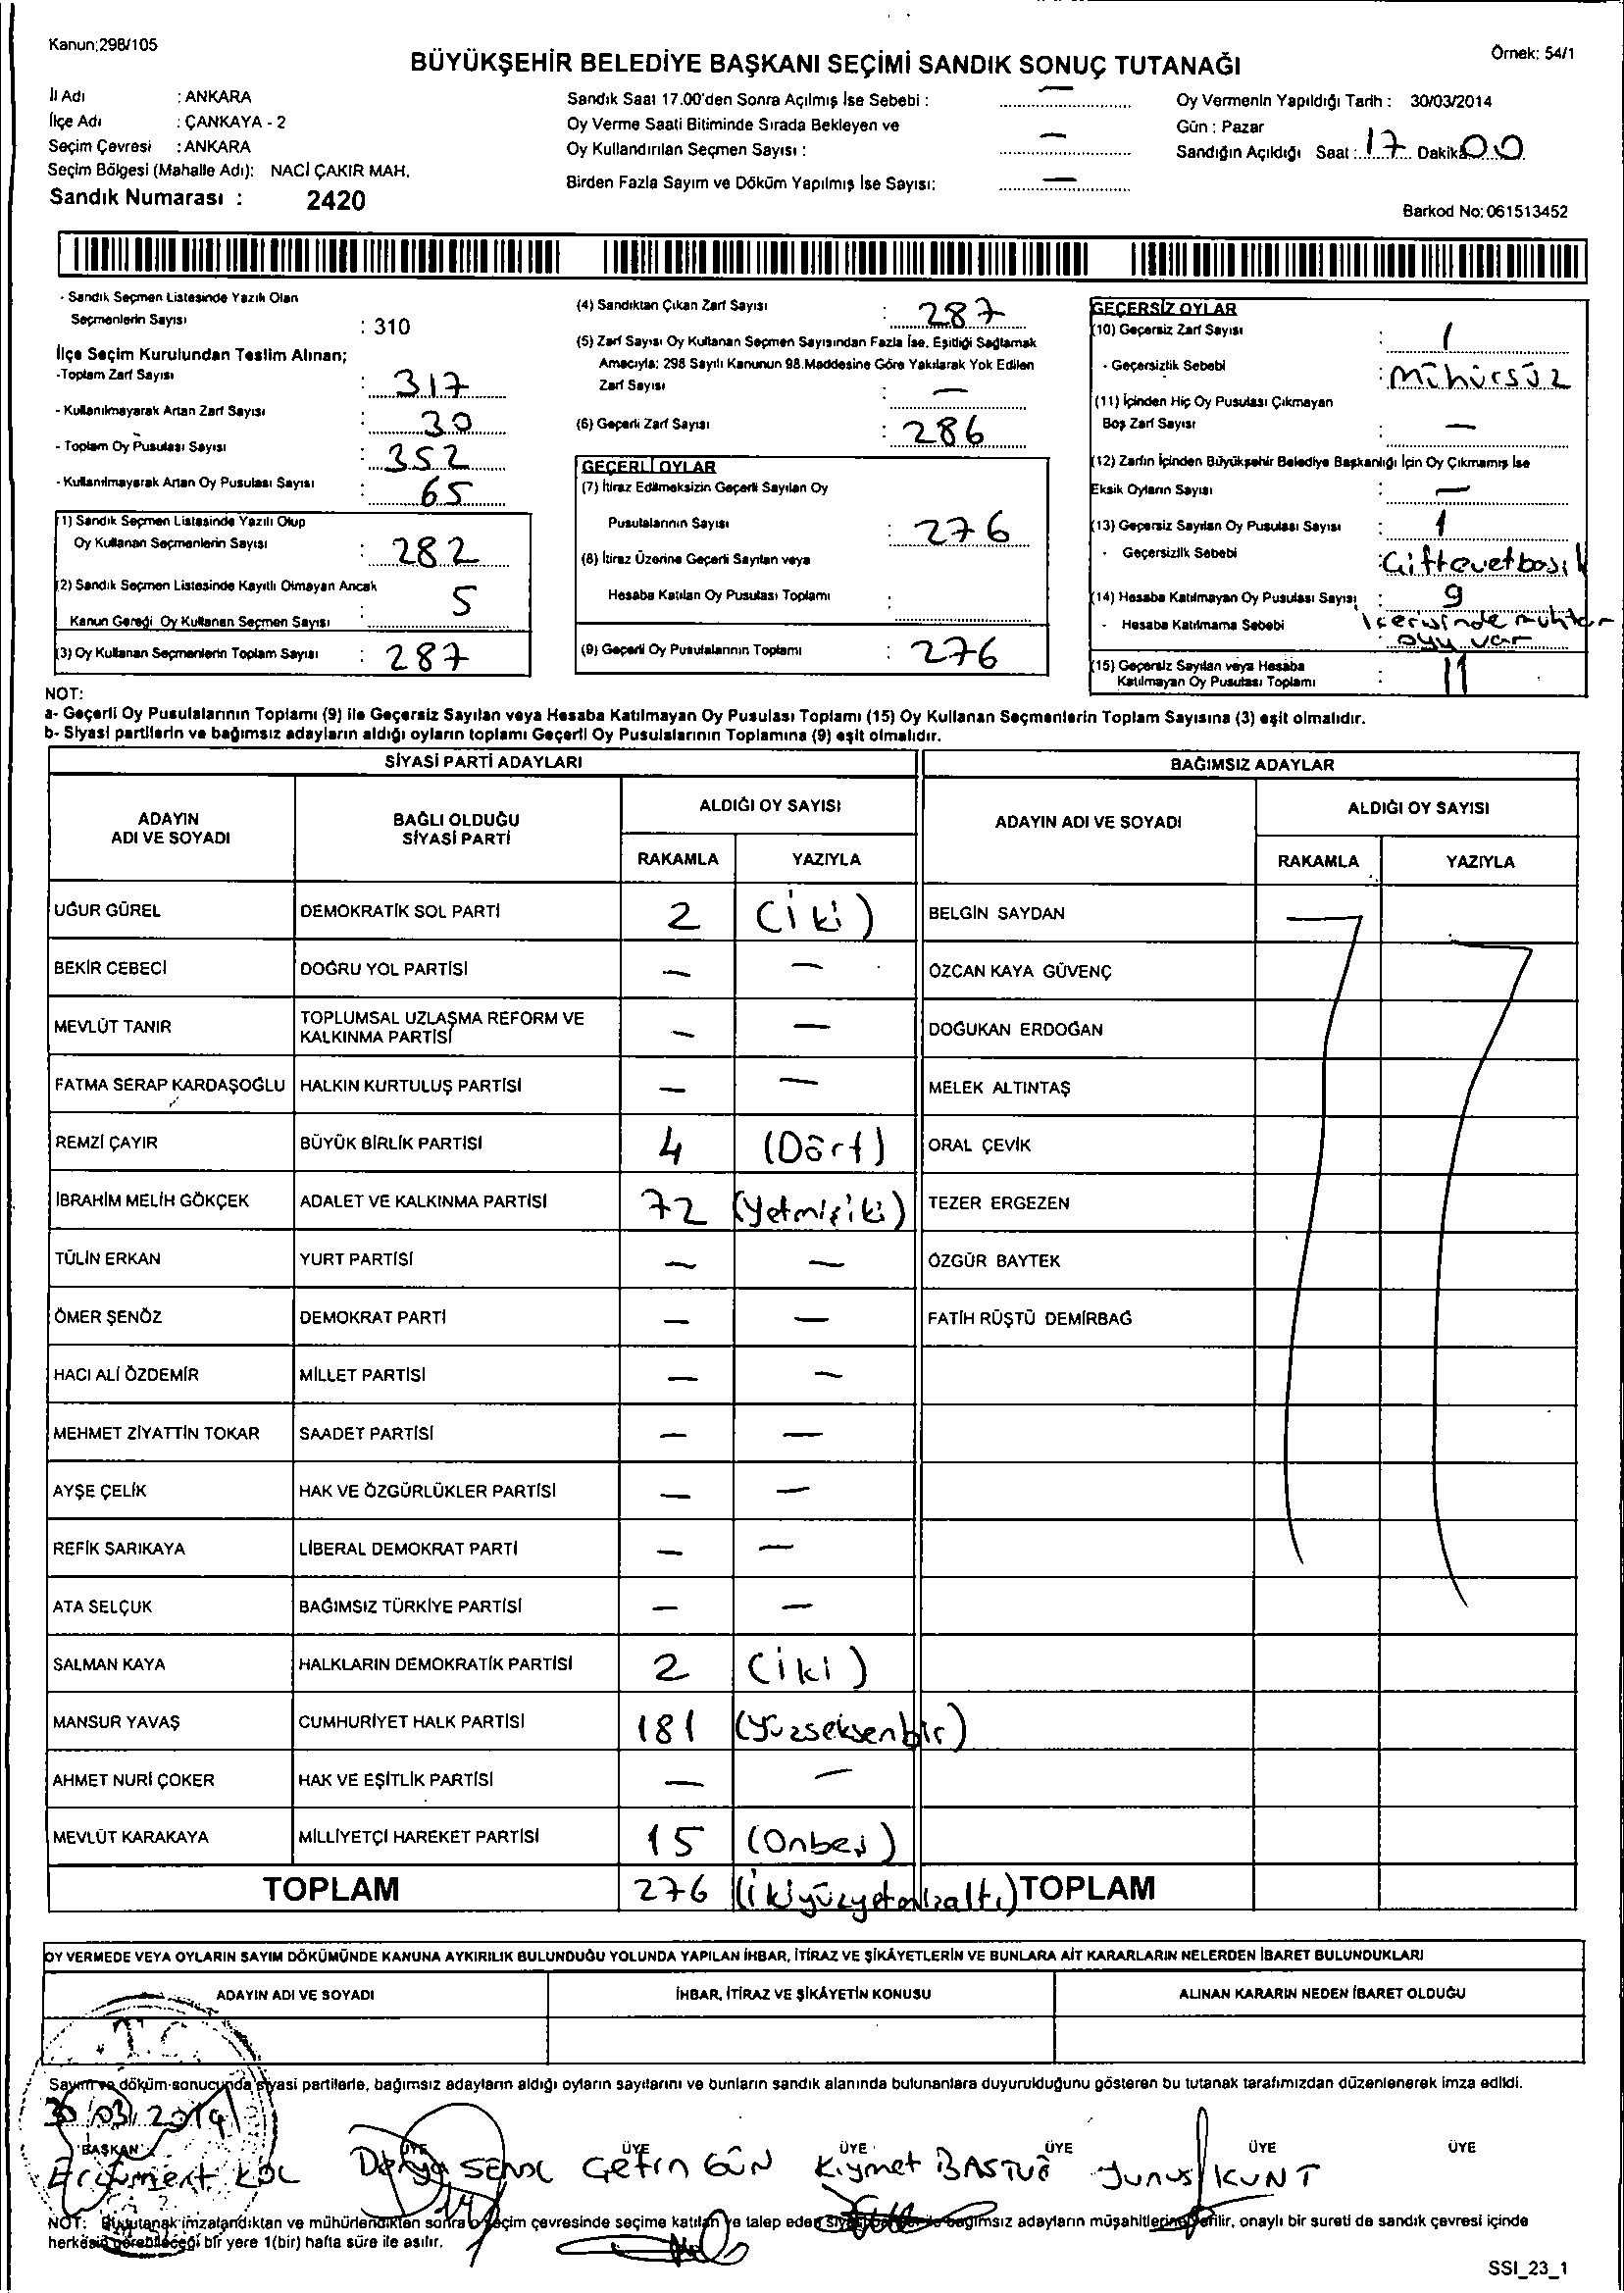 Kanun;298/105
Örnek: 54/1
BÜYÜKŞEHİR BELEDİYE BAŞKANI SEÇİMİ SANDIK SONUÇ TUTANAĞI
İl Adı : ANKARA
İlçe Adı : ÇANKAYA - 2
Seçim Çevresi : ANKARA
Seçim Bölgesi (Mahalle Adı): NACİ ÇAKIR MAH.
Sandık Numarası : 2420
Sandık Saat 17.00'den Sonra Açılmış İse Sebebi : —
Oy Verme Saati Bitiminde Sırada Bekleyen ve
Oy Kullandırılan Seçmen Sayısı : —
Birden Fazla Sayım ve Döküm Yapılmış İse Sayısı: —
Oy Vermenin Yapıldığı Tarih : 30/03/2014
Gün : Pazar
Sandığın Açıldığı Saat : 17 Dakika 00
Barkod No: 061513452
- Sandık Seçmen Listesinde Yazılı Olan
Seçmenlerin Sayısı : 310
İlçe Seçim Kurulundan Teslim Alınan;
-Toplam Zarf Sayısı : 317
- Kullanılmayarak Artan Zarf Sayısı : 30
- Toplam Oy Pusulası Sayısı : 352
- Kullanılmayarak Artan Oy Pusulası Sayısı : 65
(1) Sandık Seçmen Listesinde Yazılı Olup
Oy Kullanan Seçmenlerin Sayısı : 282
(2) Sandık Seçmen Listesinde Kayıtlı Olmayan Ancak
Kanun Gereği Oy Kullanan Seçmen Sayısı : 5
(3) Oy Kullanan Seçmenlerin Toplam Sayısı : 287
(4) Sandıktan Çıkan Zarf Sayısı : 287
(5) Zarf Sayısı Oy Kullanan Seçmen Sayısından Fazla İse, Eşitliği Sağlamak
Amacıyla; 298 Sayılı Kanunun 98.Maddesine Göre Yakılarak Yok Edilen
Zarf Sayısı : —
(6) Geçerli Zarf Sayısı : 286
GEÇERLİ OYLAR
(7) İtiraz Edilmeksizin Geçerli Sayılan Oy
Pusulalarının Sayısı : 276
(8) İtiraz Üzerine Geçerli Sayılan veya
Hesaba Katılan Oy Pusulası Toplamı :
(9) Geçerli Oy Pusulalarının Toplamı : 276
GEÇERSİZ OYLAR
(10) Geçersiz Zarf Sayısı : 1
- Geçersizlik Sebebi : mühürsüz
(11) İçinden Hiç Oy Pusulası Çıkmayan
Boş Zarf Sayısı : —
(12) Zarfın İçinden Büyükşehir Belediye Başkanlığı İçin Oy Çıkmamış İse
Eksik Oyların Sayısı : —
(13) Geçersiz Sayılan Oy Pusulası Sayısı : 1
- Geçersizlik Sebebi : Çift evet basılı
(14) Hesaba Katılmayan Oy Pusulası Sayısı : 9
- Hesaba Katılmama Sebebi : içerisinde muhtar
oyu var
(15) Geçersiz Sayılan veya Hesaba
Katılmayan Oy Pusulası Toplamı : 11
NOT:
a- Geçerli Oy Pusulalarının Toplamı (9) ile Geçersiz Sayılan veya Hesaba Katılmayan Oy Pusulası Toplamı (15) Oy Kullanan Seçmenlerin Toplam Sayısına (3) eşit olmalıdır.
b- Siyasi partilerin ve bağımsız adayların aldığı oyların toplamı Geçerli Oy Pusulalarının Toplamına (9) eşit olmalıdır.
SİYASİ PARTİ ADAYLARI BAĞIMSIZ ADAYLAR
ADAYIN ADI VE SOYADI BAĞLI OLDUĞU SİYASİ PARTİ ALDIĞI OY SAYISI ADAYIN ADI VE SOYADI ALDIĞI OY SAYISI
RAKAMLA YAZIYLA RAKAMLA YAZIYLA
UĞUR GÜREL DEMOKRATİK SOL PARTİ 2 (iki) BELGİN SAYDAN
BEKİR CEBECİ DOĞRU YOL PARTİSİ — — ÖZCAN KAYA GÜVENÇ
MEVLÜT TANIR TOPLUMSAL UZLAŞMA REFORM VE KALKINMA PARTİSİ — — DOĞUKAN ERDOĞAN
FATMA SERAP KARDAŞOĞLU HALKIN KURTULUŞ PARTİSİ — — MELEK ALTINTAŞ
REMZİ ÇAYIR BÜYÜK BİRLİK PARTİSİ 4 (Dört) ORAL ÇEVİK
İBRAHİM MELİH GÖKÇEK ADALET VE KALKINMA PARTİSİ 72 (Yetmişiki) TEZER ERGEZEN
TÜLİN ERKAN YURT PARTİSİ — — ÖZGÜR BAYTEK
ÖMER ŞENÖZ DEMOKRAT PARTİ — — FATİH RÜŞTÜ DEMİRBAĞ
HACI ALİ ÖZDEMİR MİLLET PARTİSİ — —
MEHMET ZİYATTİN TOKAR SAADET PARTİSİ — —
AYŞE ÇELİK HAK VE ÖZGÜRLÜKLER PARTİSİ — —
REFİK SARIKAYA LİBERAL DEMOKRAT PARTİ — —
ATA SELÇUK BAĞIMSIZ TÜRKİYE PARTİSİ — —
SALMAN KAYA HALKLARIN DEMOKRATİK PARTİSİ 2 (iki)
MANSUR YAVAŞ CUMHURİYET HALK PARTİSİ 181 (Yüzseksenbir)
AHMET NURİ ÇOKER HAK VE EŞİTLİK PARTİSİ — —
MEVLÜT KARAKAYA MİLLİYETÇİ HAREKET PARTİSİ 15 (Onbeş)
TOPLAM 276 (ikiyüzyetmişaltı) TOPLAM
OY VERMEDE VEYA OYLARIN SAYIM DÖKÜMÜNDE KANUNA AYKIRILIK BULUNDUĞU YOLUNDA YAPILAN İHBAR, İTİRAZ VE ŞİKÂYETLERİN VE BUNLARA AİT KARARLARIN NELERDEN İBARET BULUNDUKLARI
ADAYIN ADI VE SOYADI İHBAR, İTİRAZ VE ŞİKÂYETİN KONUSU ALINAN KARARIN NEDEN İBARET OLDUĞU
T.C.
Sayım ve döküm sonucunda siyasi partilerle, bağımsız adayların aldığı oyların sayılarını ve bunların sandık alanında bulunanlara duyurulduğunu gösteren bu tutanak tarafımızdan düzenlenerek imza edildi.
30/03/2014
BAŞKAN ÜYE ÜYE ÜYE ÜYE ÜYE ÜYE
Ercüment KOL Derya ŞENOL Çetin GÜN Kıymet BAŞTUĞ Yunus KUNT
NOT: Bu tutanak imzalandıktan ve mühürlendikten sonra o seçim çevresinde seçime katılan ve talep eden siyasi parti ile bağımsız adayların müşahitlerine verilir, onaylı bir sureti de sandık çevresi içinde
herkesin görebileceği bir yere 1(bir) hafta süre ile asılır.
SSI_23_1